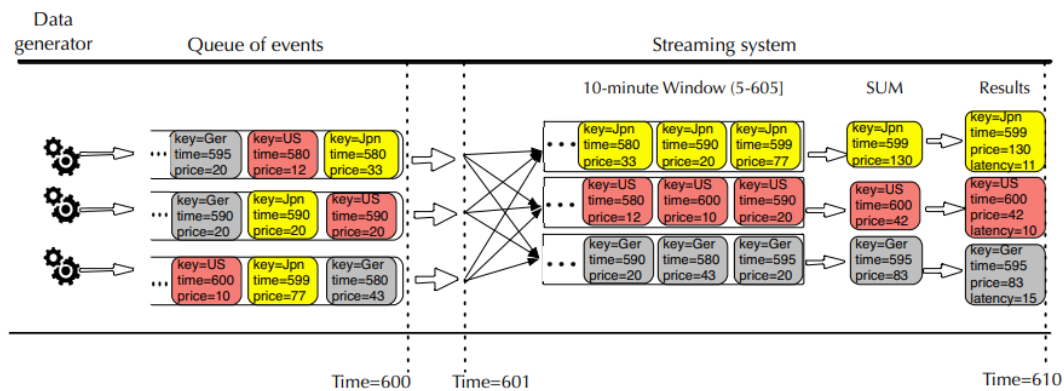 Data
generator
Queue of events
Streaming system
10-minute Window (5-605]
SUM
Results
key=Ger
time=595
price=20
key=US
time=580
price=12
key=Jpn
time=580
price=33
key=Ger
time=590
price=20
key=Jpn
time=590
price=20
key=US
time=590
price=20
key=US
time=600
price=10
key=Jpn
time=599
price=77
key=Ger
time=580
price=43
key=Jpn
time=580
price=33
key=Jpn
time=590
price=20
key=Jpn
time=599
price=77
key=Jpn
time=599
price=130
key=Jpn
time=599
price=130
latency=11
key=US
time=580
price=12
key=US
time=600
price=10
key=US
time=590
price=20
key=US
time=600
price=42
key=US
time=600
price=42
latency=10
key=Ger
time=590
price=20
key=Ger
time=580
price=43
key=Ger
time=595
price=20
key=Ger
time=595
price=83
key=Ger
time=595
price=83
latency=15
Time=600
Time=601
Time=610